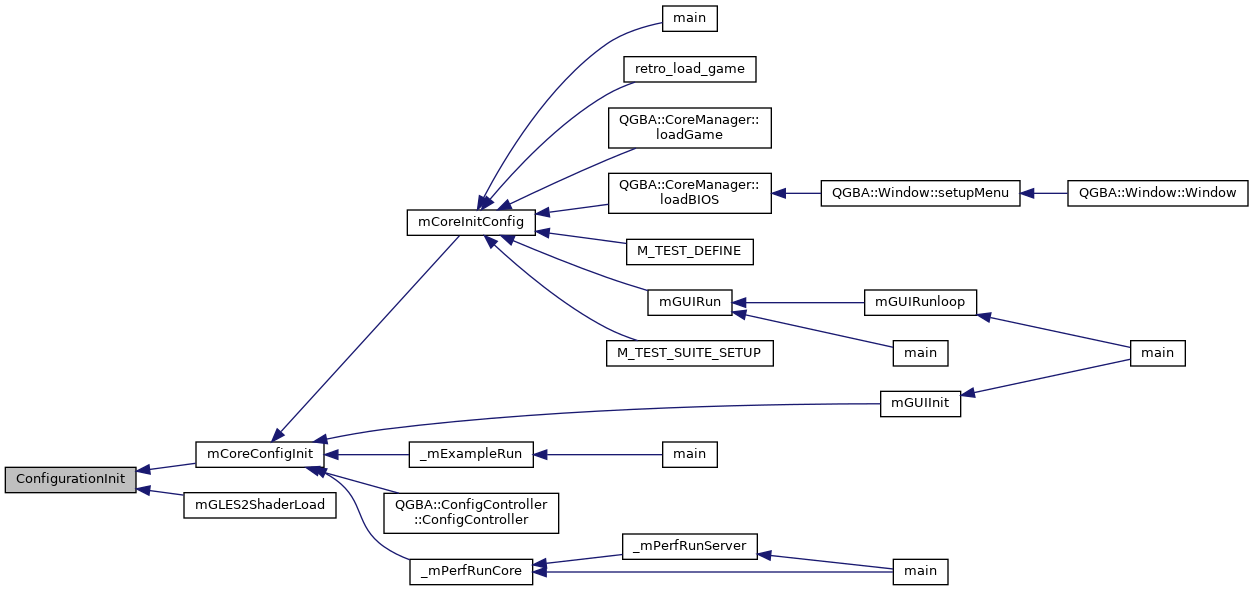 main
retro_load_game
QGBA::CoreManager::
loadGame
QGBA::CoreManager::
loadBIOS
QGBA::Window::setupMenu
QGBA::Window::Window
mCoreInitConfig
M_TEST_DEFINE
mGUIRun
mGUIRunloop
M_TEST_SUITE_SETUP
main
main
mGUIInit
mCoreConfigInit
_mExampleRun
main
ConfigurationInit
mGLES2ShaderLoad
QGBA::ConfigController
::ConfigController
_mPerfRunServer
_mPerfRunCore
main